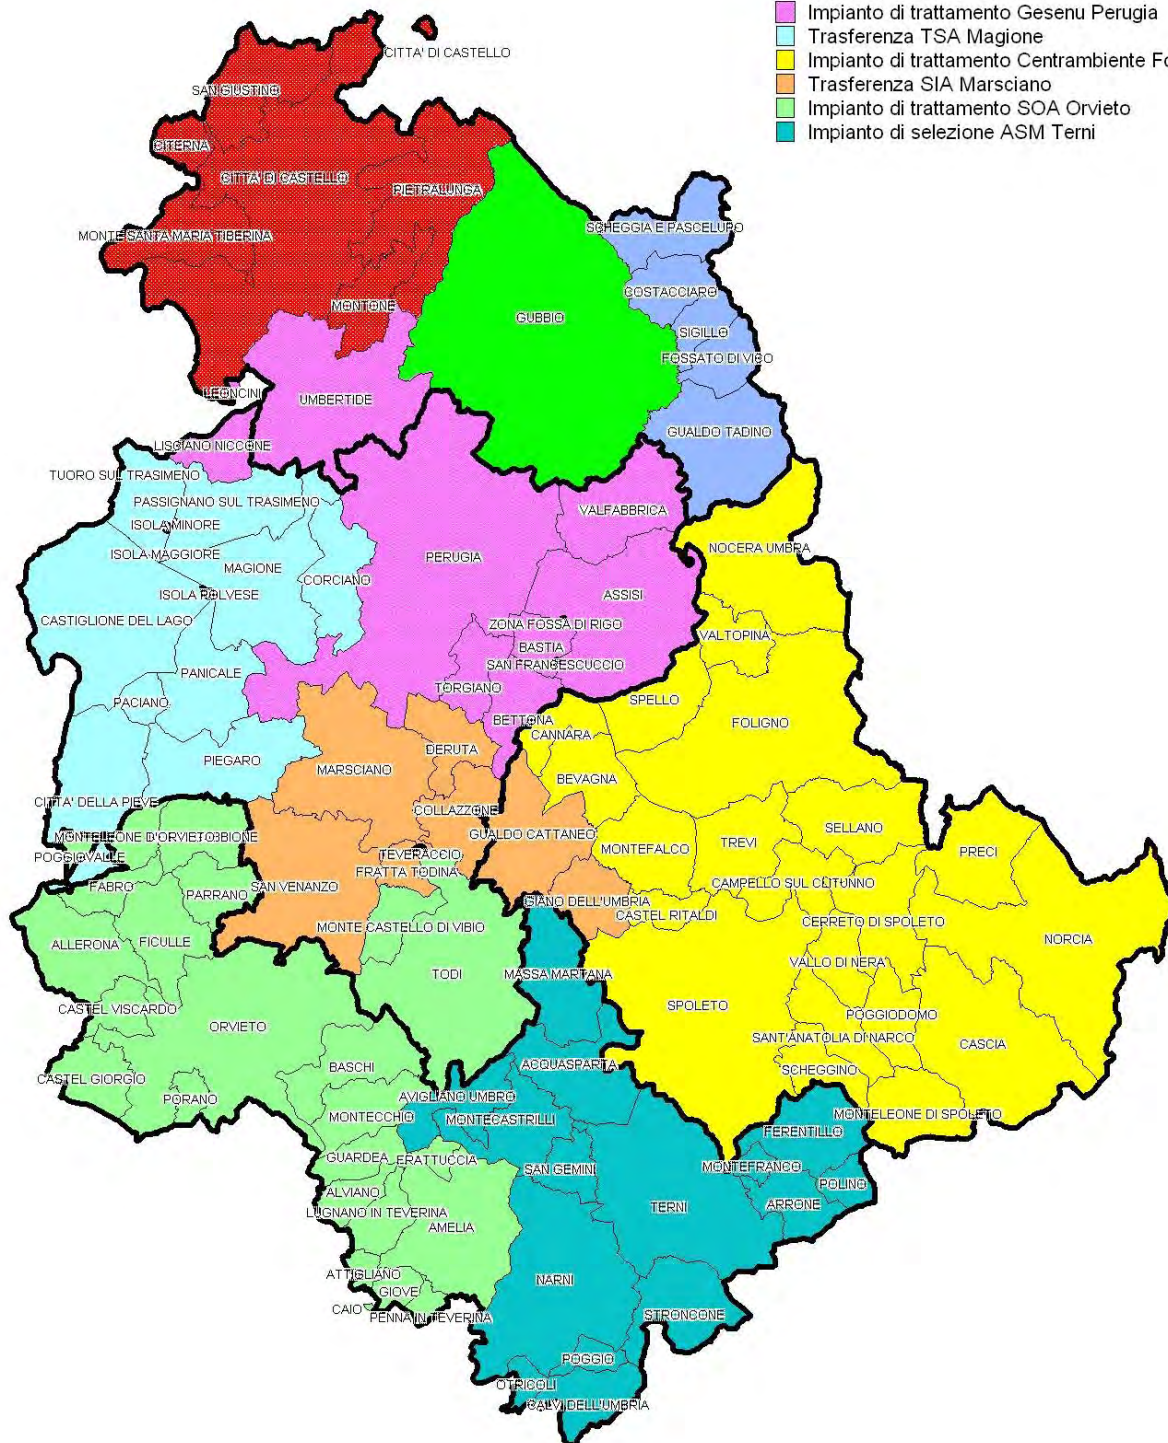 Impianto di trattamento Gesenu Perugia
Trasferenza TSA Magione
Impianto di trattamento Centrambiente Fo
Trasferenza SIA Marsciano
Impianto di trattamento SOA Orvieto
Impianto di selezione ASM Terni
CITTA' DI CASTELLO
SAN GIUSTINO
CITERNA
CITTA' DI CASTELLO
PIETRALUNGA
MONTE SANTA MARIA TIBERINA
SCHEGGIA E PASCELUPO
COSTACCIARO
MONTONE
GUBBIO
SIGILLO
FOSSATO DI VICO
LEONCINI
UMBERTIDE
GUALDO TADINO
LISCIANO NICCONE
TUORO SUL TRASIMENO
PASSIGNANO SUL TRASIMENO
VALFABBRICA
ISOLA MINORE
NOCERA UMBRA
ISOLA MAGGIORE
PERUGIA
MAGIONE
CORCIANO
ISOLA POLVESE
ASSISI
CASTIGLIONE DEL LAGO
ZONA FOSSA DI RIGO
VALTOPINA
BASTIA
SAN FRANCESCUCCIO
PANICALE
TORGIANO
SPELLO
PACIANO
BETTONA
FOLIGNO
CANNARA
DERUTA
PIEGARO
MARSCIANO
BEVAGNA
CITTA' DELLA PIEVE
COLLAZZONE
SELLANO
MONTELEONE D'ORVIETO
BBIONE
GUALDO CATTANEO
TREVI
MONTEFALCO
PRECI
POGGIOVALLE
TEVERACCIO
FRATTA TODINA
FABRO
SAN VENANZO
CAMPELLO SUL CLITUNNO
PARRANO
GIANO DELL'UMBRIA
CASTEL RITALDI
CERRETO DI SPOLETO
MONTE CASTELLO DI VIBIO
NORCIA
ALLERONA
FICULLE
VALLO DI NERA
TODI
MASSA MARTANA
SPOLETO
CASTEL VISCARDO
POGGIODOMO
ORVIETO
SANT'ANATOLIA DI NARCO
CASCIA
BASCHI
ACQUASPARTA
SCHEGGINO
CASTEL GIORGIO
PORANO
AVIGLIANO UMBRO
MONTECCHIO
MONTECASTRILLI
MONTELEONE DI SPOLETO
FERENTILLO
GUARDEA
FRATTUCCIA
SAN GEMINI
MONTEFRANCO
POLINO
ALVIANO
TERNI
ARRONE
LUGNANO IN TEVERINA
AMELIA
ATTIGLIANO
NARNI
GIOVE
CAIO
PENNA IN TEVERINA
STRONCONE
POGGIO
OTRICOLI
CALVI DELL'UMBRIA